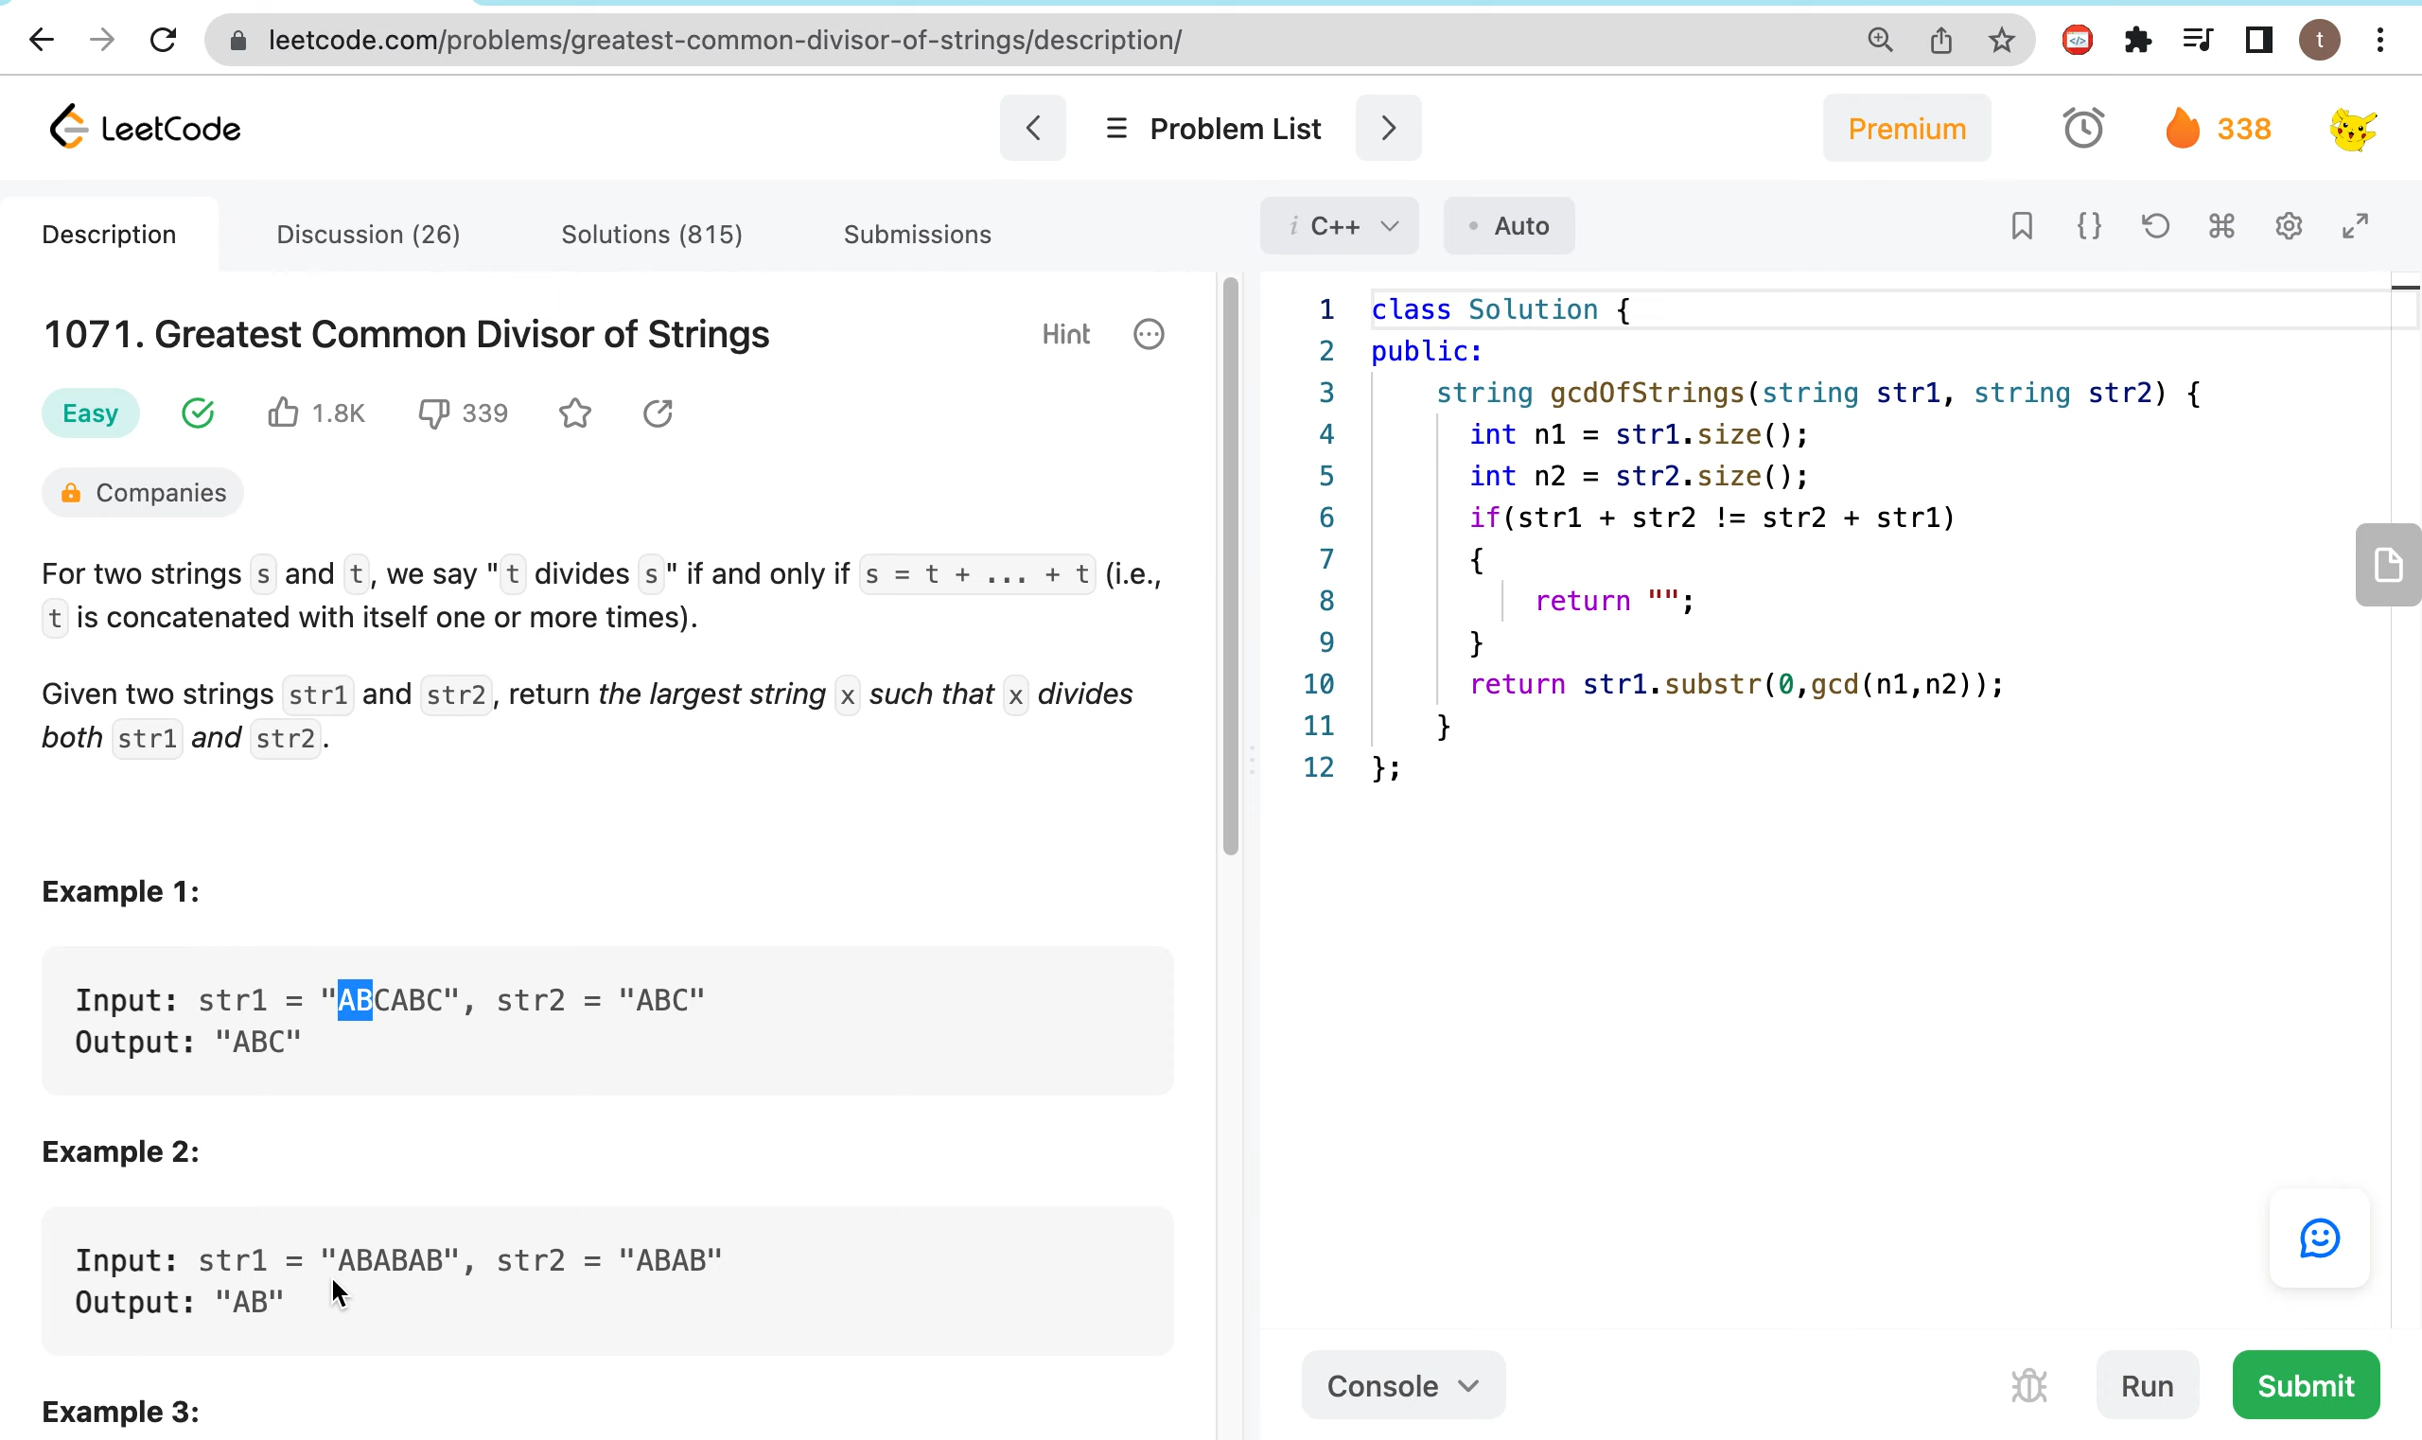 leetcode.com/problems/greatest-common-divisor-of-strings/description/
t
LeetCode
Problem List
Premium
338
Description
Discussion (26)
Solutions (815)
Submissions
1071. Greatest Common Divisor of Strings
Hint
Easy
1.8K
339
Companies
For two strings s and t, we say "t divides s" if and only if s = t + ... + t (i.e.,
t is concatenated with itself one or more times).
Given two strings str1 and str2, return the largest string x such that x divides
both str1 and str2.
Example 1:
Input: str1 = "ABCABC", str2 = "ABC"
Output: "ABC"
Example 2:
Input: str1 = "ABABAB", str2 = "ABAB"
Output: "AB"
Example 3:
i C++
Auto
{}
1 class Solution {
2 public:
3 string gcdOfStrings(string str1, string str2) {
4 int n1 = str1.size();
5 int n2 = str2.size();
6 if(str1 + str2 != str2 + str1)
7 {
8 return "";
9 }
10 return str1.substr(0,gcd(n1,n2));
11 }
12 };
Console
Run
Submit